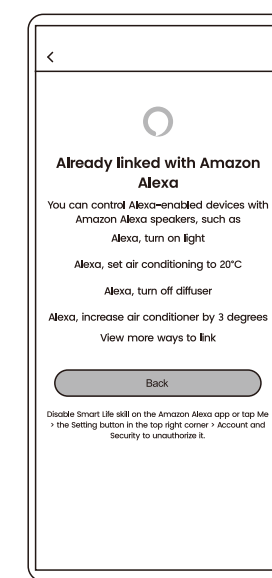 Already linked with Amazon
Alexa
You can control Alexa-enabled devices with
Amazon Alexa speakers, such as
Alexa, turn on light
Alexa, set air conditioning to 20°C
Alexa, turn off diffuser
Alexa, increase air conditioner by 3 degrees
View more ways to link
Back
Disable Smart Life skill on the Amazon Alexa app or tap Me
> the Setting button in the top right corner > Account and
Security to unauthorize it.